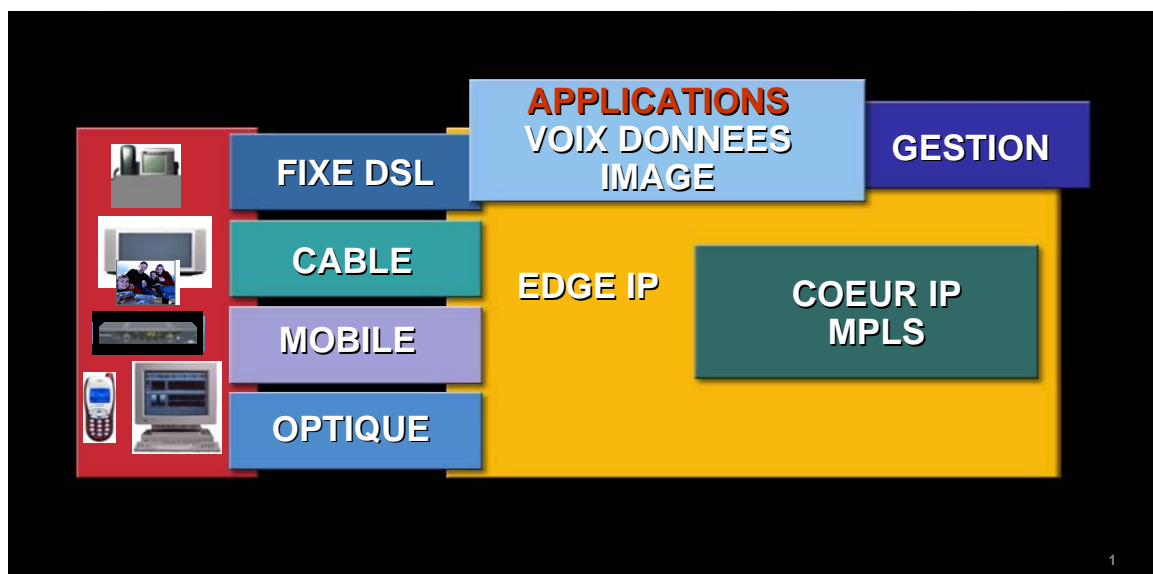 APPLICATIONS
VOIX DONNEES
IMAGE
GESTION
FIXE DSL
CABLE
MOBILE
OPTIQUE
EDGE IP
COEUR IP
MPLS
1